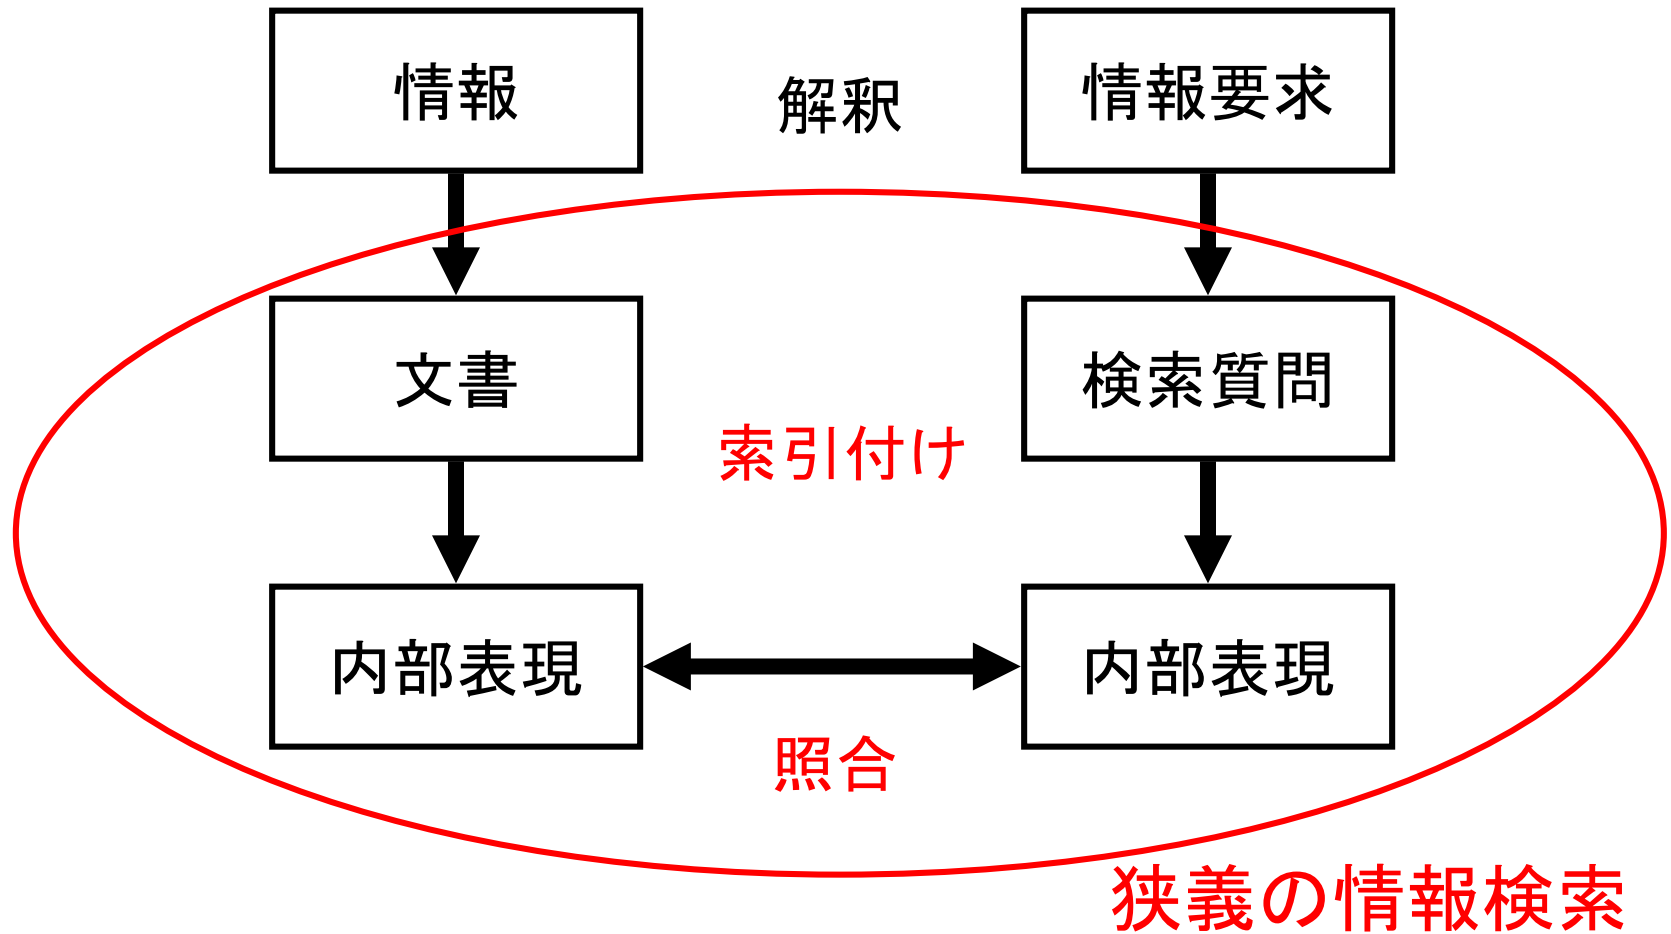 情報
解釈
情報要求
文書
検索質問
索引付け
内部表現
内部表現
照合
狭義の情報検索